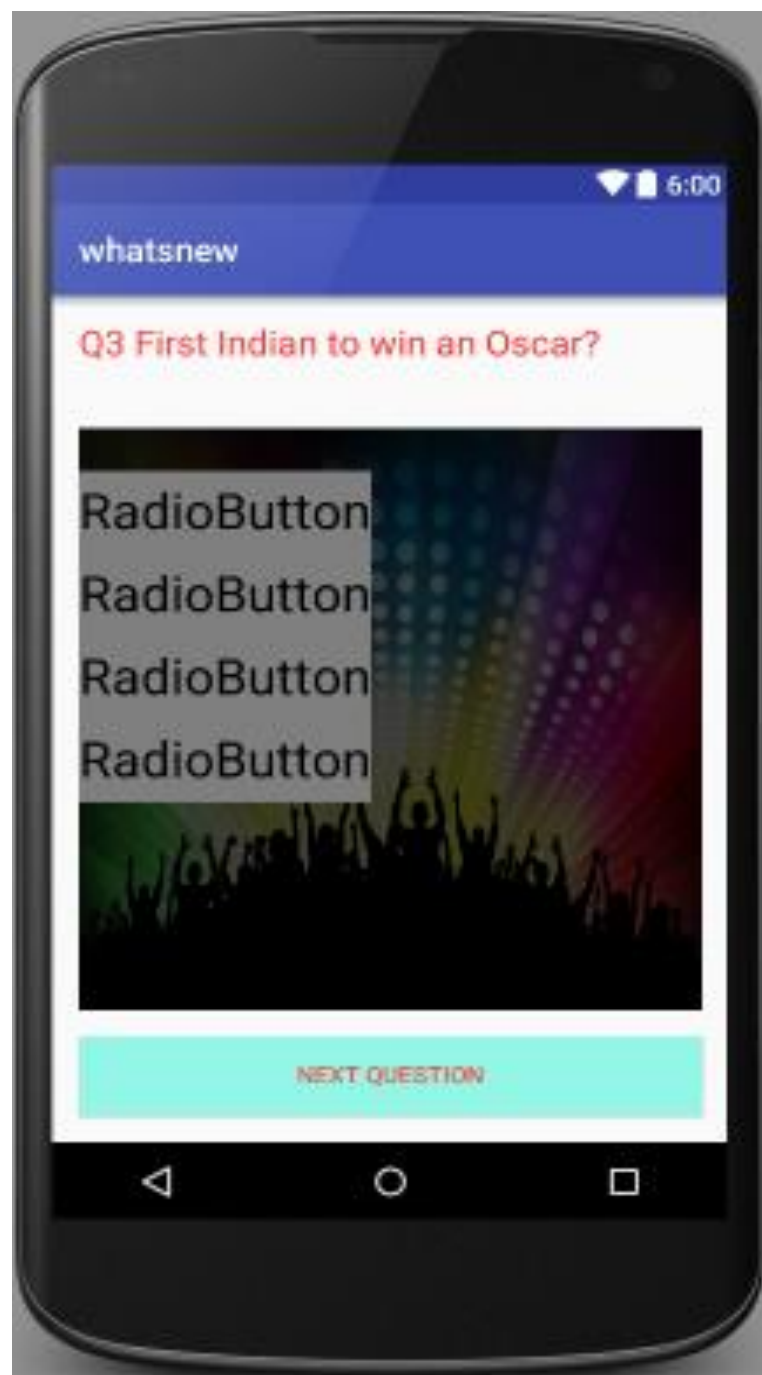 6:00
whatsnew
Q3 First Indian to win an Oscar?
RadioButton
RadioButton
RadioButton
RadioButton
NEXT QUESTION